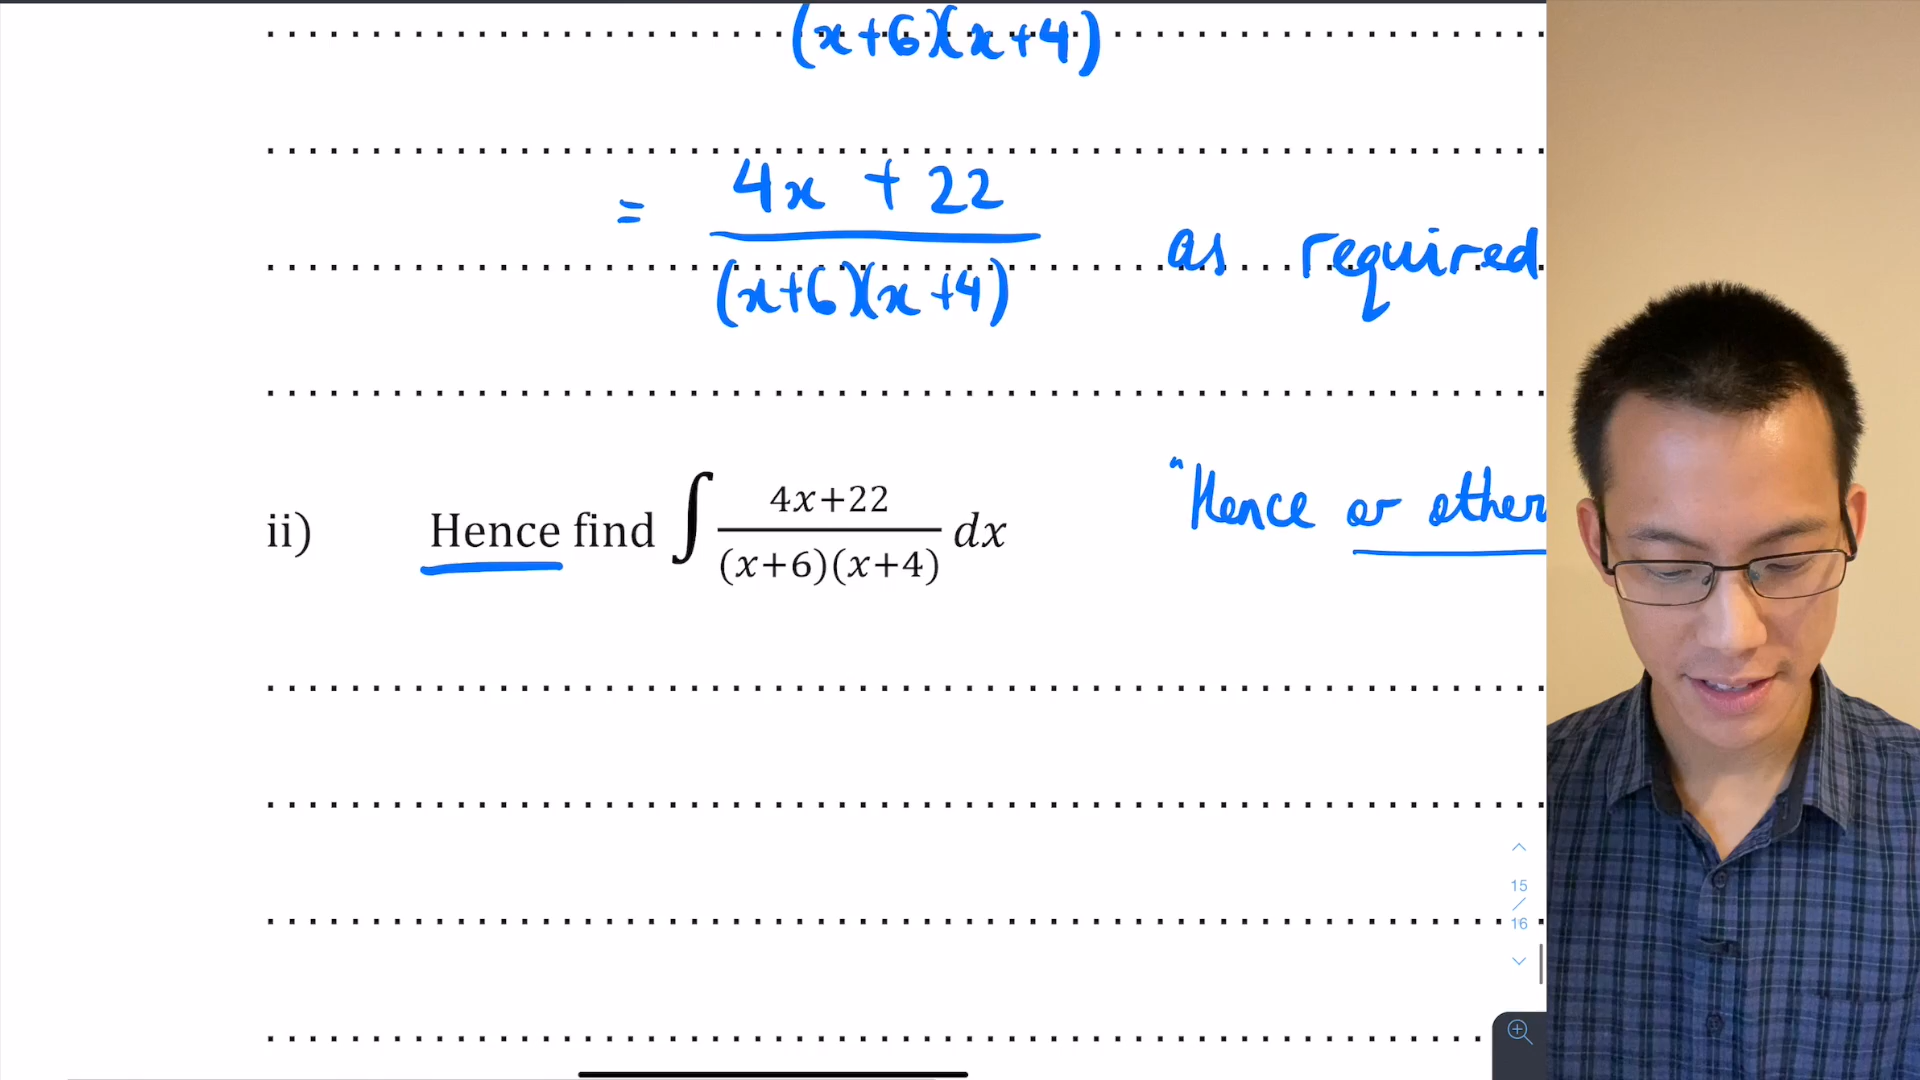 (x+6)(x+4)
= 4x + 22
(x+6)(x+4)
as required
ii) Hence find ∫ 4x+22
(x+6)(x+4) dx
"Hence or other
15
/
16